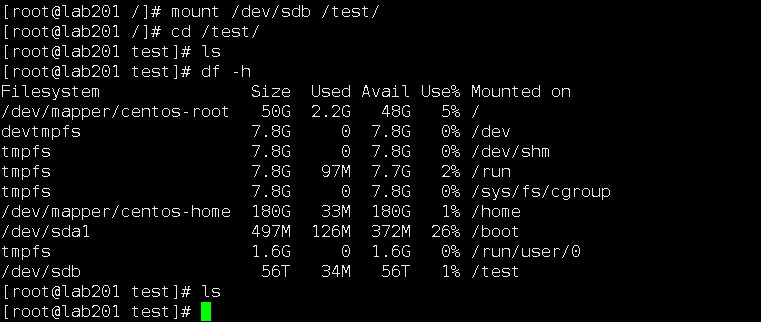 [root@lab201 /]# mount /dev/sdb /test/
[root@lab201 /]# cd /test/
[root@lab201 test]# ls
[root@lab201 test]# df -h
Filesystem               Size  Used Avail Use% Mounted on
/dev/mapper/centos-root   50G  2.2G   48G   5% /
devtmpfs                 7.8G     0  7.8G   0% /dev
tmpfs                    7.8G     0  7.8G   0% /dev/shm
tmpfs                    7.8G   97M  7.7G   2% /run
tmpfs                    7.8G     0  7.8G   0% /sys/fs/cgroup
/dev/mapper/centos-home  180G   33M  180G   1% /home
/dev/sda1                497M  126M  372M  26% /boot
tmpfs                    1.6G     0  1.6G   0% /run/user/0
/dev/sdb                  56T   34M   56T   1% /test
[root@lab201 test]# ls
[root@lab201 test]#